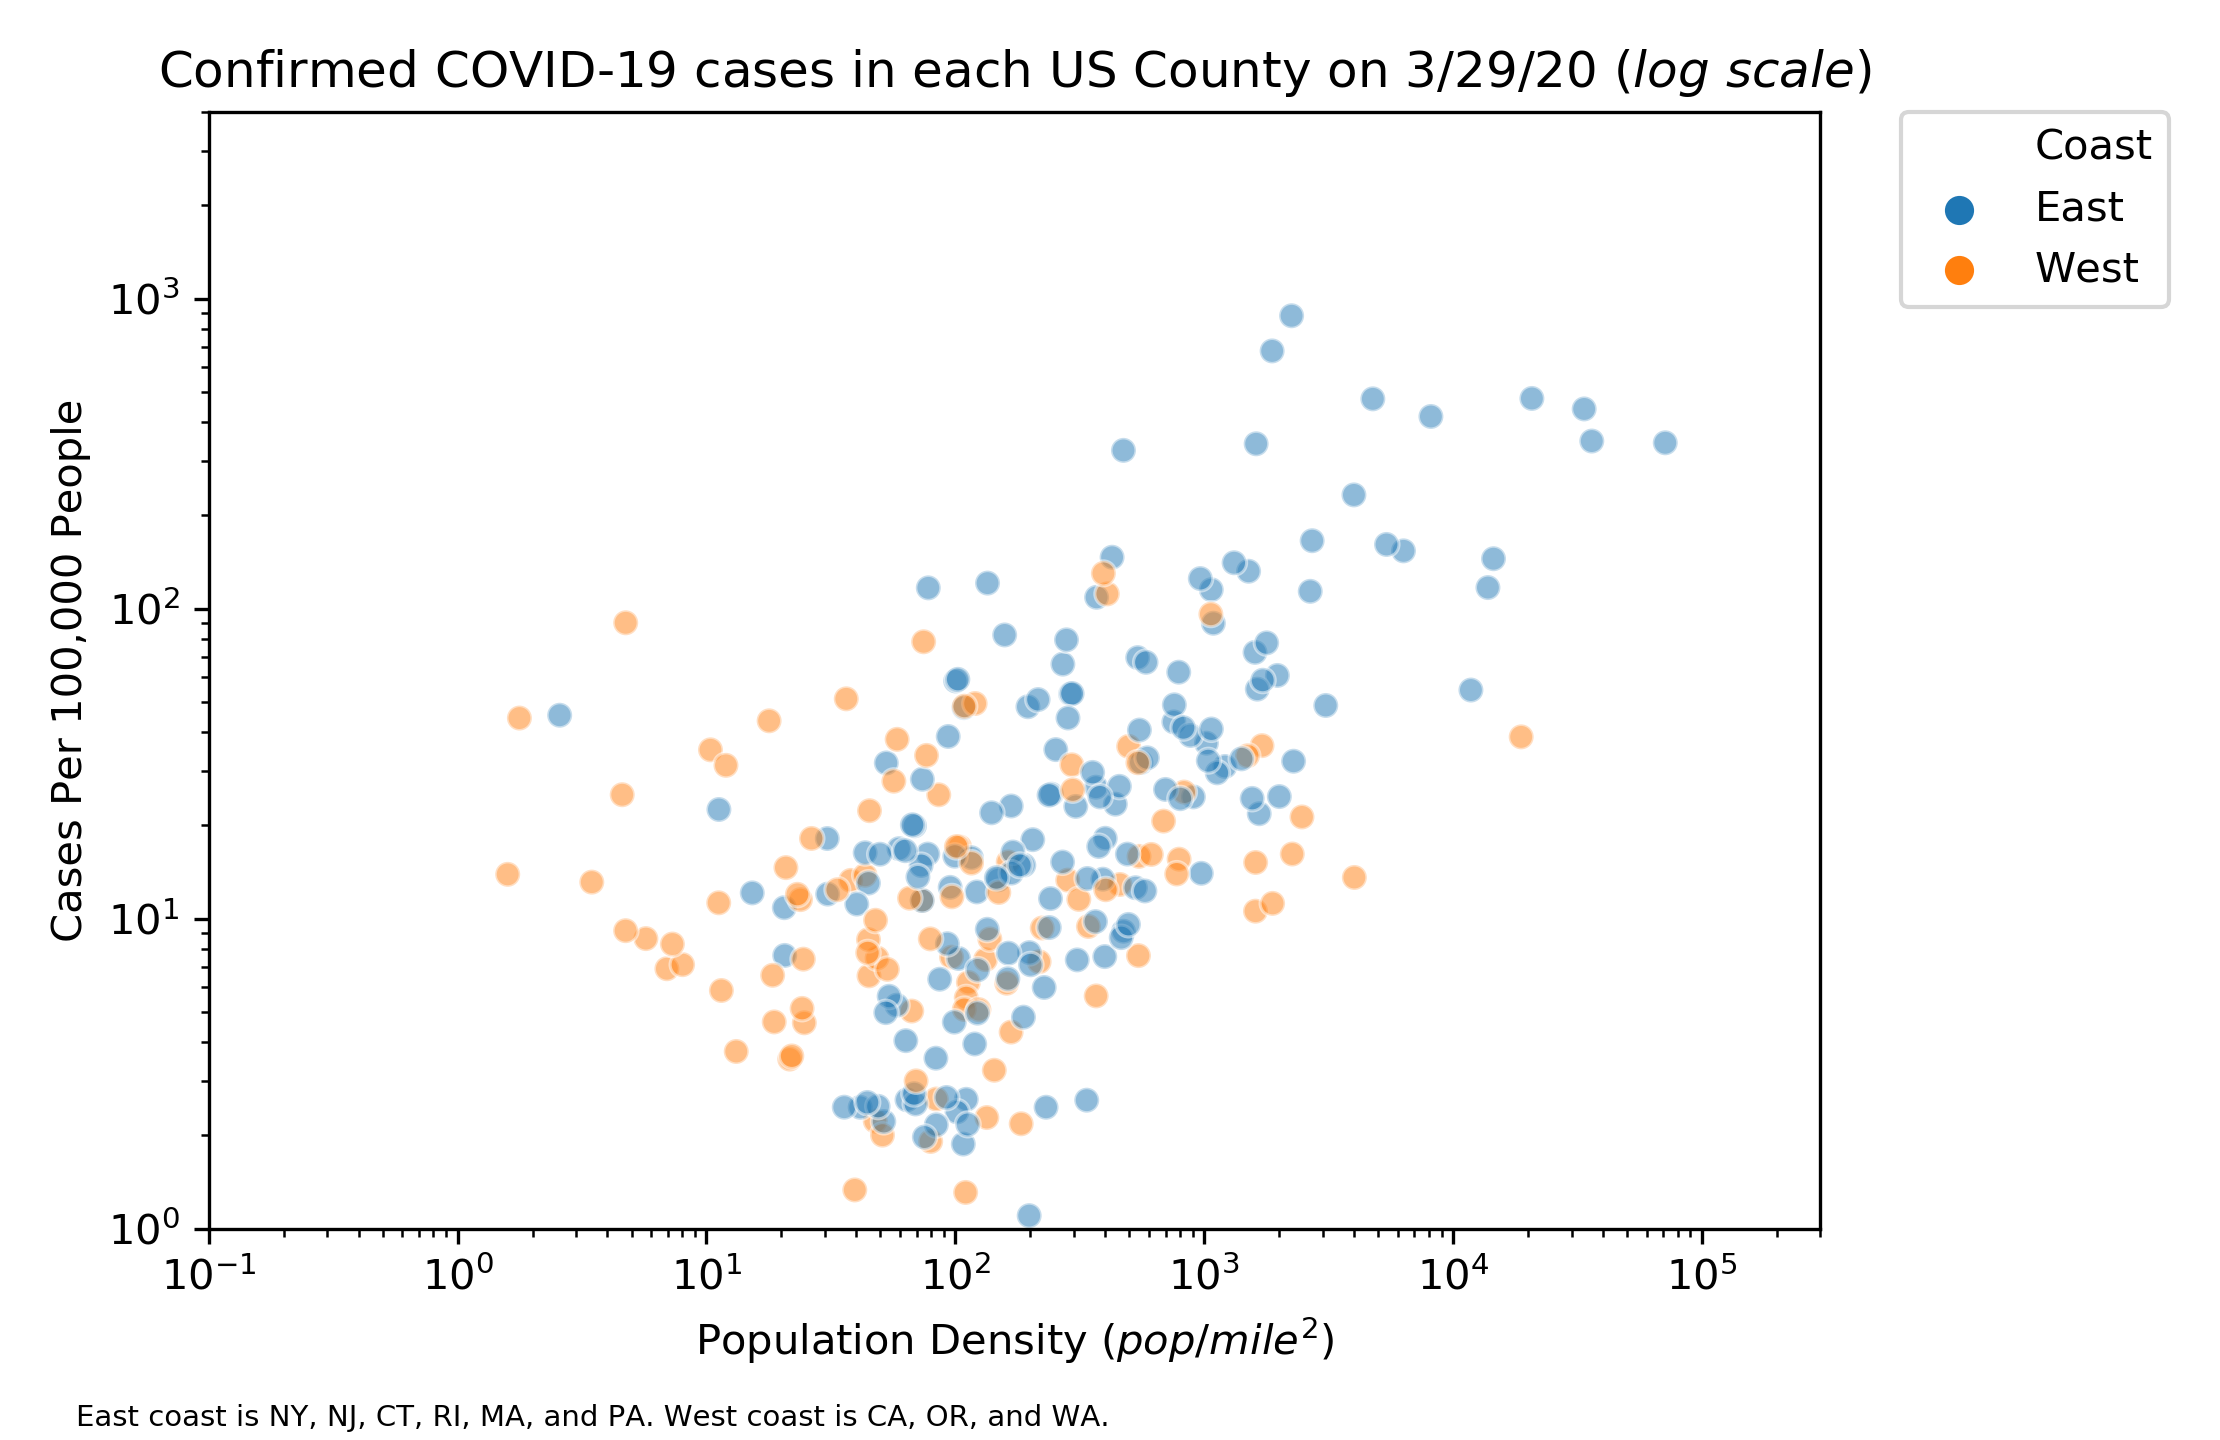 Confirmed COVID-19 cases in each US County on 3/29/20 (log scale)
Coast
East
West
Cases Per 100,000 People
10³
10²
10¹
10⁰
10⁻¹ 10⁰ 10¹ 10² 10³ 10⁴ 10⁵
Population Density (pop/mile²)
East coast is NY, NJ, CT, RI, MA, and PA. West coast is CA, OR, and WA.